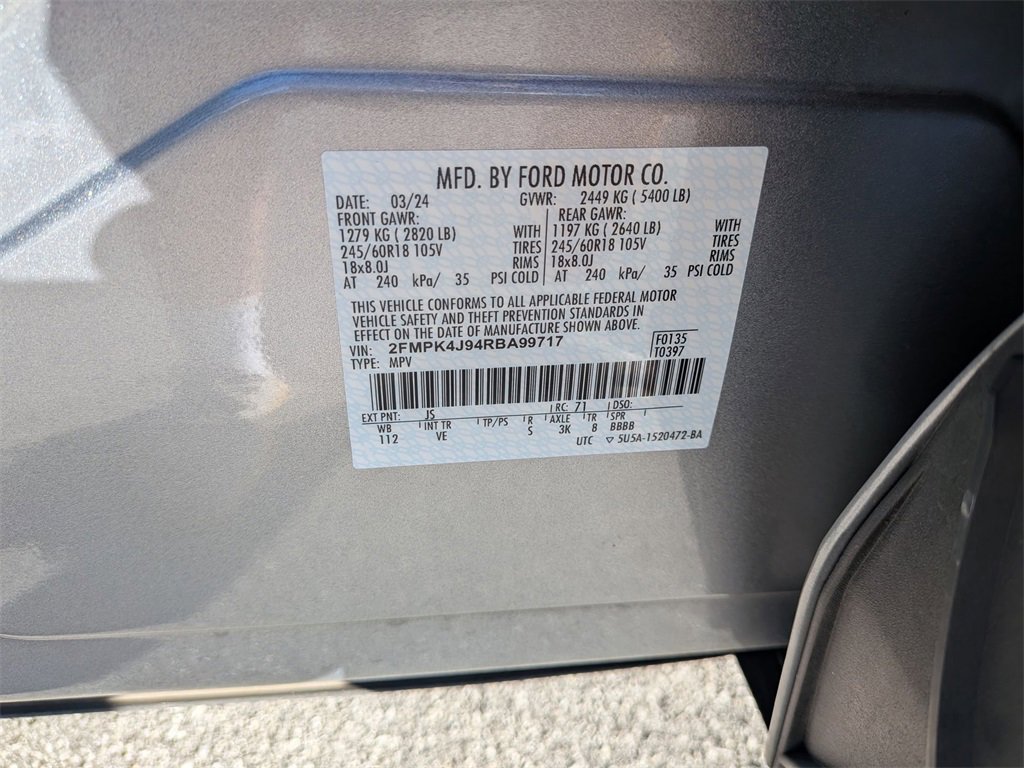 MFD. BY FORD MOTOR CO.
DATE: 03/24 GVWR: 2449 KG ( 5400 LB)
FRONT GAWR: REAR GAWR:
1279 KG ( 2820 LB) WITH 1197 KG ( 2640 LB) WITH
245/60R18 105V TIRES 245/60R18 105V TIRES
18x8.0J RIMS 18x8.0J RIMS
AT 240 kPa/ 35 PSI COLD AT 240 kPa/ 35 PSI COLD
THIS VEHICLE CONFORMS TO ALL APPLICABLE FEDERAL MOTOR
VEHICLE SAFETY AND THEFT PREVENTION STANDARDS IN
EFFECT ON THE DATE OF MANUFACTURE SHOWN ABOVE.
VIN: 2FMPK4J94RBA99717 F0135
TYPE: MPV T0397
EXT PNT: JS RC: 71 DSO:
WB INT TR TP/PS R AXLE TR SPR
112 VE S 3K 8 BBBB
UTC ▽ 5U5A-1520472-BA